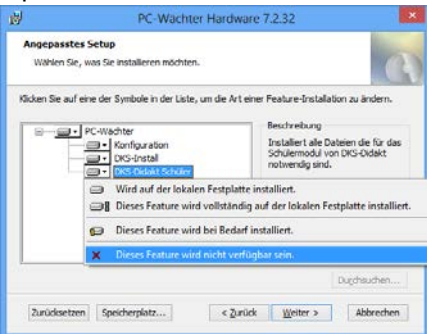 PC-Wächter Hardware 7.2.32
Angepasstes Setup
Wählen Sie, was Sie installieren möchten.
Klicken Sie auf eine der Symbole in der Liste, um die Art einer Feature-Installation zu ändern.
PC-Wächter
Konfiguration
DKS-Install
DKS-Didakt Schüler
Beschreibung
Installiert alle Dateien die für das
Schülermodul von DKS-Didakt
notwendig sind.
Wird auf der lokalen Festplatte installiert.
Dieses Feature wird vollständig auf der lokalen Festplatte installiert.
Dieses Feature wird bei Bedarf installiert.
Dieses Feature wird nicht verfügbar sein.
Durchsuchen...
Zurücksetzen
Speicherplatz...
< Zurück
Weiter >
Abbrechen